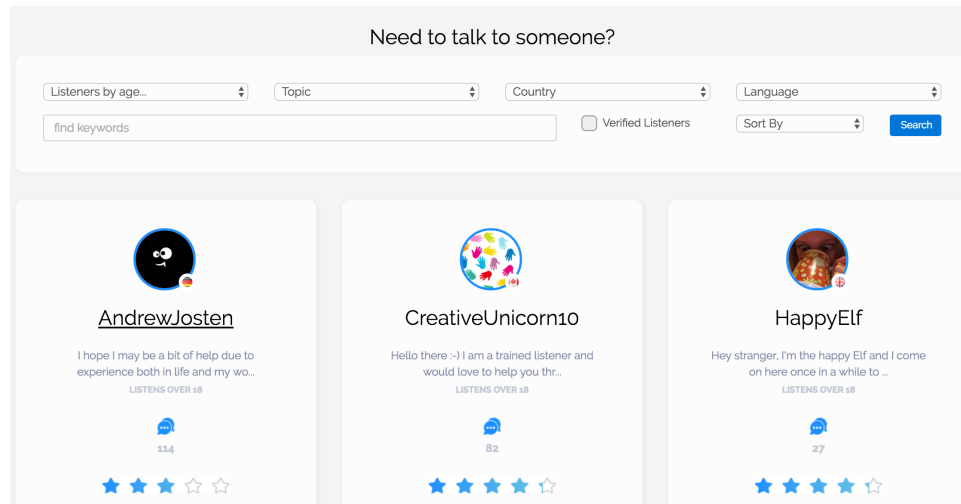 Need to talk to someone?
Listeners by age...
Topic
Country
Language
find keywords
Verified Listeners
Sort By
Search
AndrewJosten
I hope I may be a bit of help due to
experience both in life and my wo...
LISTENS OVER 18
114
CreativeUnicorn10
Hello there :-) I am a trained listener and
would love to help you thr...
LISTENS OVER 18
82
HappyElf
Hey stranger, I'm the happy Elf and I come
on here once in a while to ...
LISTENS OVER 18
27